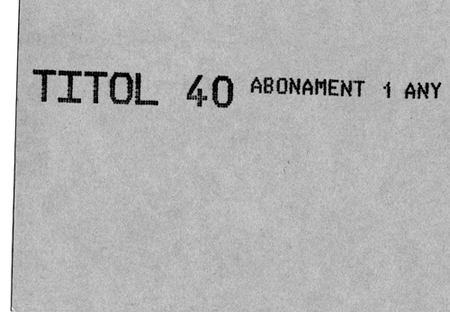 TITOL 40 ABONAMENT 1 ANY